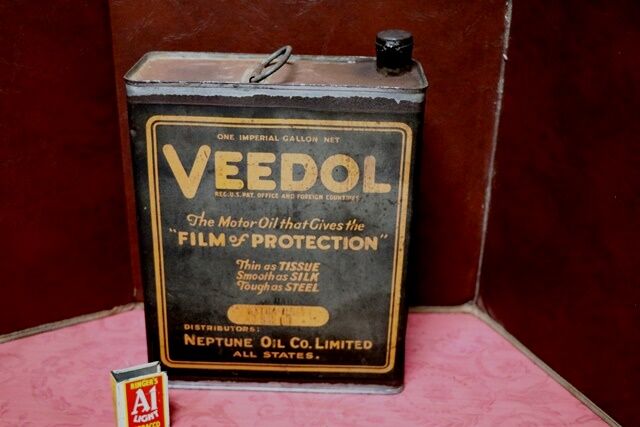 ONE IMPERIAL GALLON NET
VEEDOL
REG. U.S. PAT. OFFICE AND FOREIGN COUNTRIES
The Motor Oil that Gives the
"FILM of PROTECTION"
Thin as TISSUE
Smooth as SILK
Tough as STEEL
DISTRIBUTORS:
NEPTUNE OIL CO. LIMITED
ALL STATES.
RINGER'S
A1
LIGHT
TOBACCO